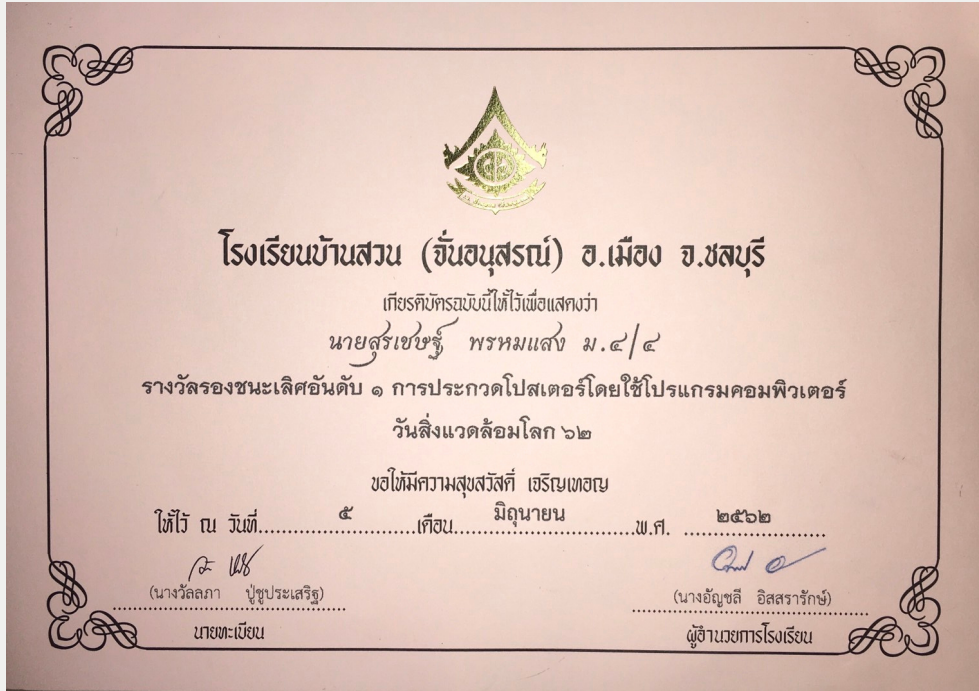 โรงเรียนบ้านสวน (จั่นอนุสรณ์) อ.เมือง จ.ชลบุรี
เกียรติบัตรฉบับนี้ให้ไว้เพื่อแสดงว่า
นายสุรเชษฐ์ พรหมแสง ม.๔/๔
รางวัลรองชนะเลิศอันดับ ๑ การประกวดโปสเตอร์โดยใช้โปรแกรมคอมพิวเตอร์
วันสิ่งแวดล้อมโลก ๖๒
ขอให้มีความสุขสวัสดิ์ เจริญเทอญ
ให้ไว้ ณ วันที่ ๕ เดือน มิถุนายน พ.ศ. ๒๕๖๒
(นางวัลลภา ปู่ชูประเสริฐ) (นางอัญชลี อิสสรารักษ์)
นายทะเบียน ผู้อำนวยการโรงเรียน